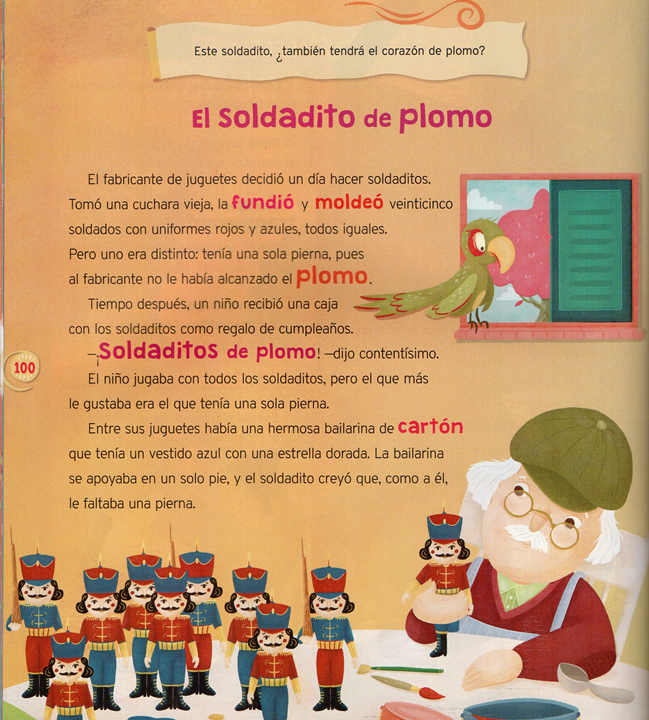 Este soldadito, ¿también tendrá el corazón de plomo?
El soldadito de plomo
El fabricante de juguetes decidió un día hacer soldaditos.
Tomó una cuchara vieja, la fundió y moldeó veinticinco
soldados con uniformes rojos y azules, todos iguales.
Pero uno era distinto: tenía una sola pierna, pues
al fabricante no le había alcanzado el plomo.
Tiempo después, un niño recibió una caja
con los soldaditos como regalo de cumpleaños.
—¡Soldaditos de plomo! —dijo contentísimo.
El niño jugaba con todos los soldaditos, pero el que más
le gustaba era el que tenía una sola pierna.
Entre sus juguetes había una hermosa bailarina de cartón
que tenía un vestido azul con una estrella dorada. La bailarina
se apoyaba en un solo pie, y el soldadito creyó que, como a él,
le faltaba una pierna.
100